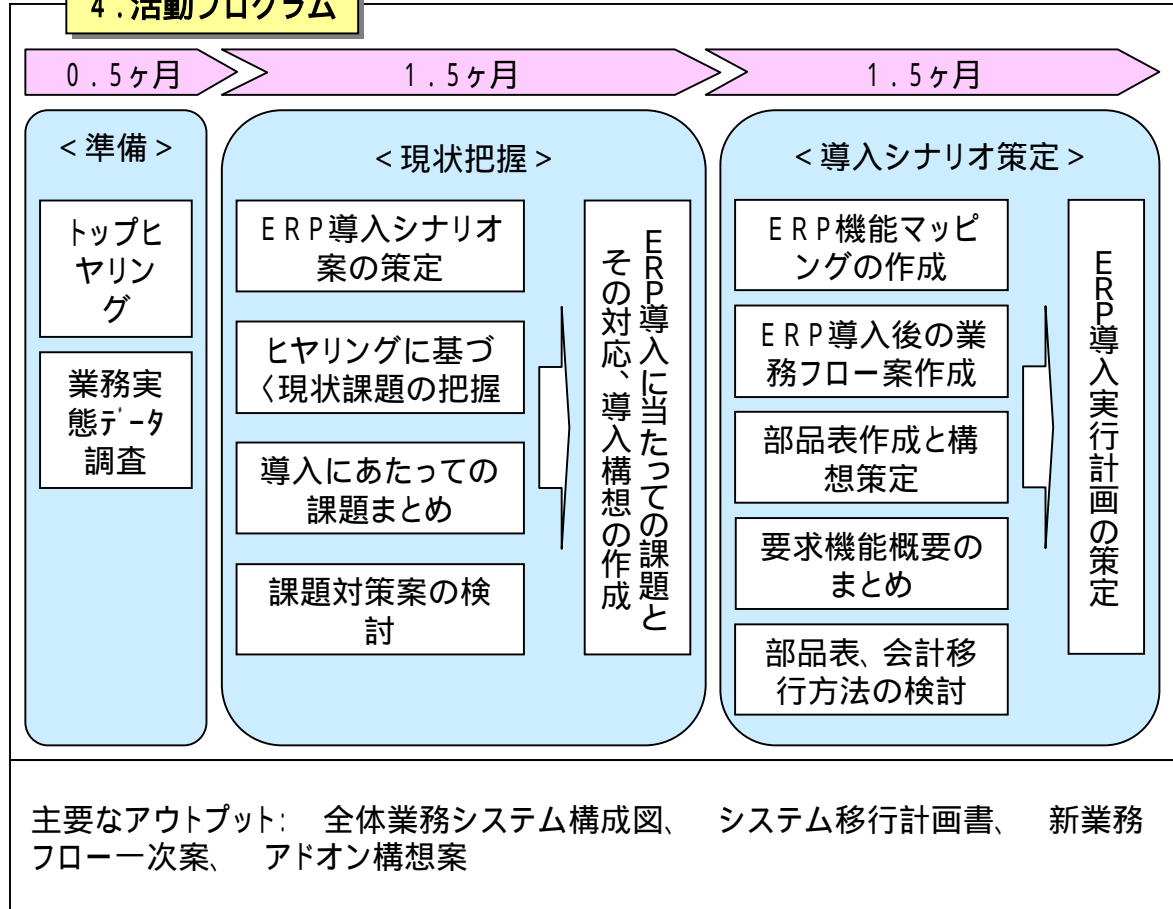 4．活動プログラム
0．5ヶ月
1．5ヶ月
1．5ヶ月
＜準備＞
トップヒ
ヤリン
グ
業務実
態ﾃﾞｰﾀ
調査
＜現状把握＞
ＥＲＰ導入シナリオ
案の策定
ヒヤリングに基づ
く現状課題の把握
導入にあたっての
課題まとめ
課題対策案の検
討
ＥＲＰ導入に当たっての課題と
その対応、導入構想の作成
＜導入シナリオ策定＞
ＥＲＰ機能マッピ
ングの作成
ＥＲＰ導入後の業
務フロー案作成
部品表作成と構
想策定
要求機能概要の
まとめ
部品表、会計移
行方法の検討
ＥＲＰ導入実行計画の策定
主要なアウトプット：　全体業務システム構成図、　システム移行計画書、　新業務
フロー一次案、　アドオン構想案